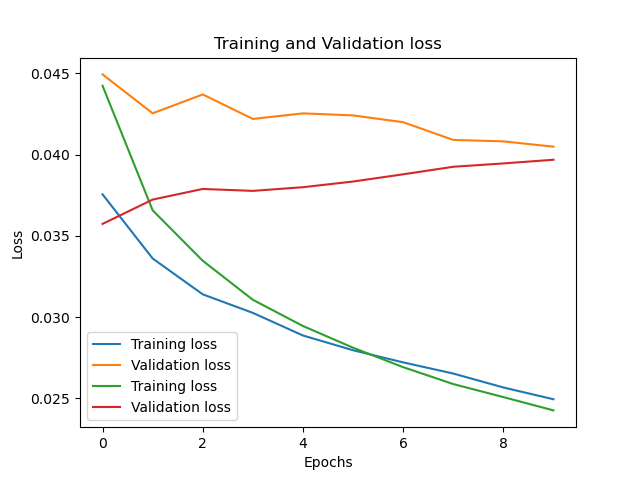 Training and Validation loss
0.045
0.040
0.035
0.030
0.025
Loss
Training loss
Validation loss
Training loss
Validation loss
0 2 4 6 8
Epochs